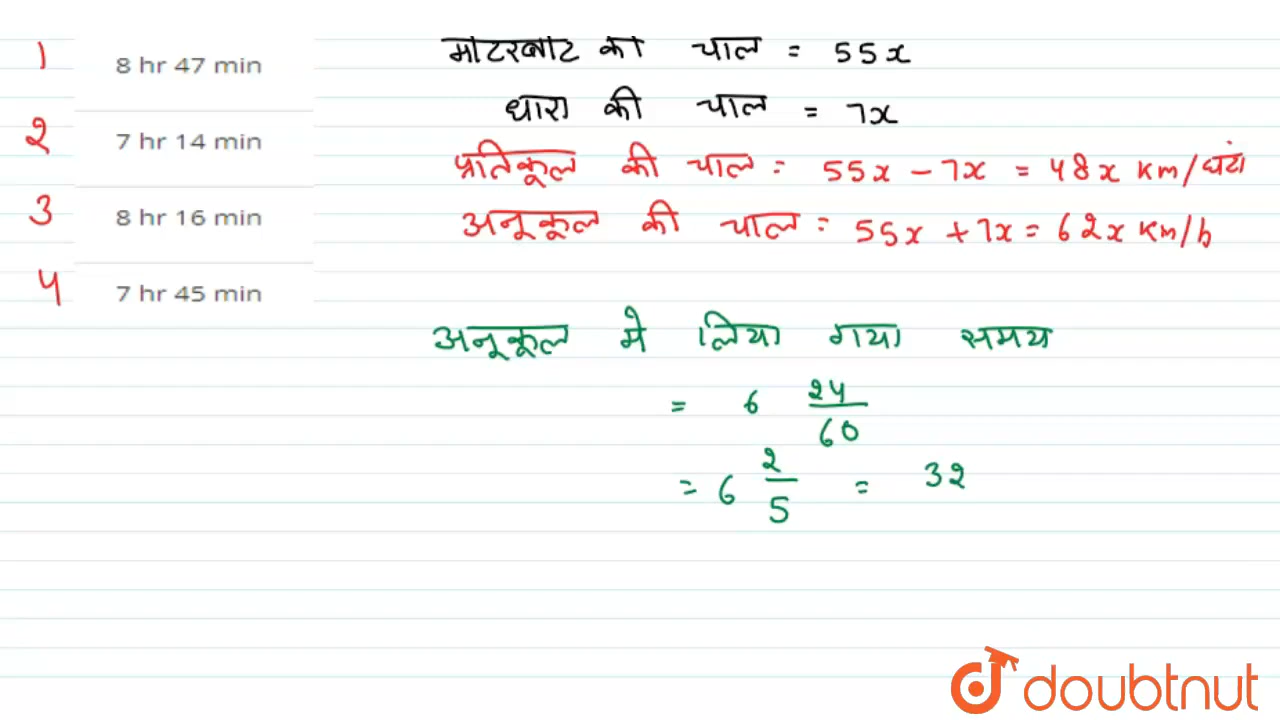 1 8 hr 47 min
2 7 hr 14 min
3 8 hr 16 min
4 7 hr 45 min
मोटरबोट की चाल = 55x
धारा की चाल = 7x
प्रतिकूल की चाल = 55x - 7x = 48x Km/घंटा
अनूकूल की चाल = 55x + 7x = 62x Km/h
अनूकूल मे लिया गया समय
= 6 24/60
= 6 2/5 = 32
doubtnut